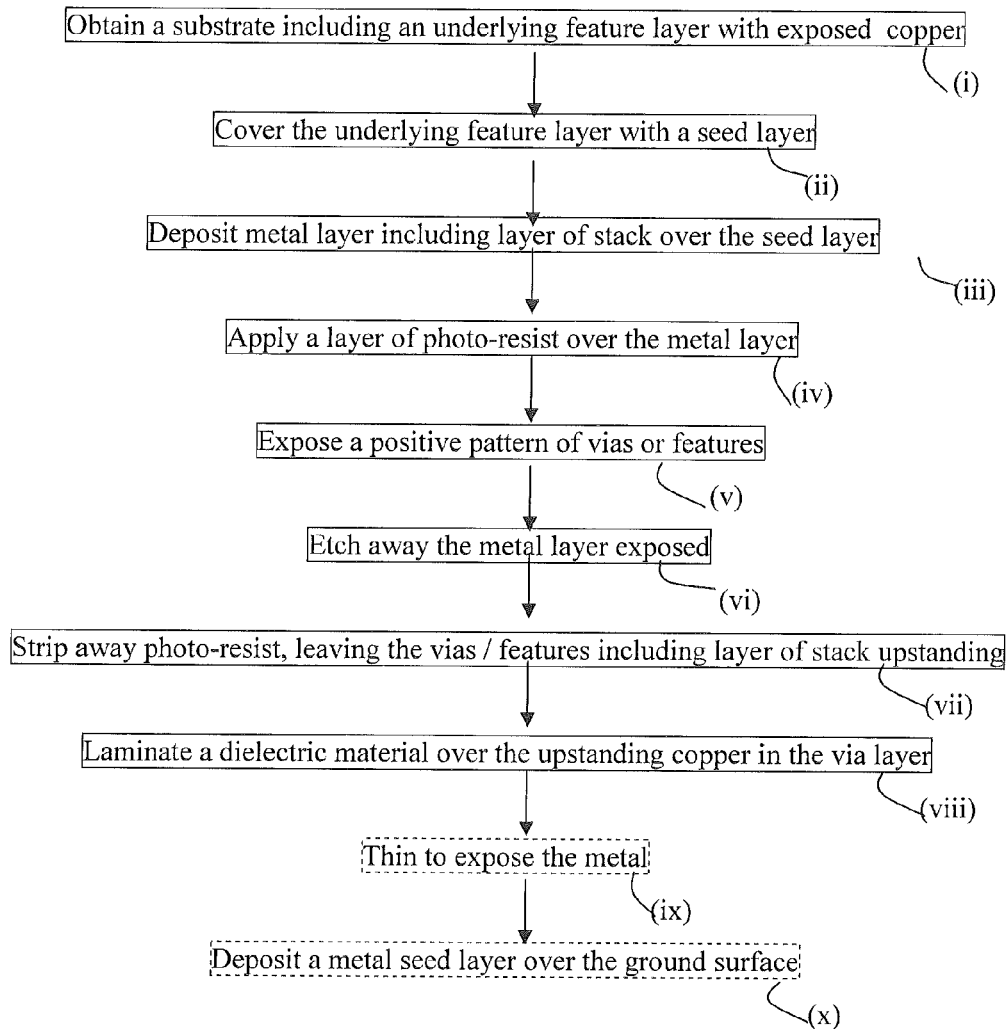 Obtain a substrate including an underlying feature layer with exposed copper
(i)
Cover the underlying feature layer with a seed layer
(ii)
Deposit metal layer including layer of stack over the seed layer
(iii)
Apply a layer of photo-resist over the metal layer
(iv)
Expose a positive pattern of vias or features
(v)
Etch away the metal layer exposed
(vi)
Strip away photo-resist, leaving the vias / features including layer of stack upstanding
(vii)
Laminate a dielectric material over the upstanding copper in the via layer
(viii)
Thin to expose the metal
(ix)
Deposit a metal seed layer over the ground surface
(x)